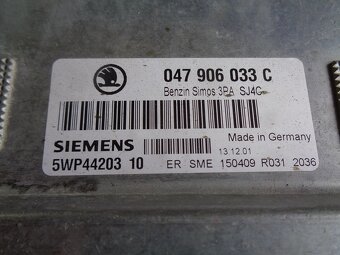 047 906 033 C
Benzin Simos 3PA SJ4C
SIEMENS
Made in Germany
13.12.01
5WP44203 10
ER SME 150409 R031 2036